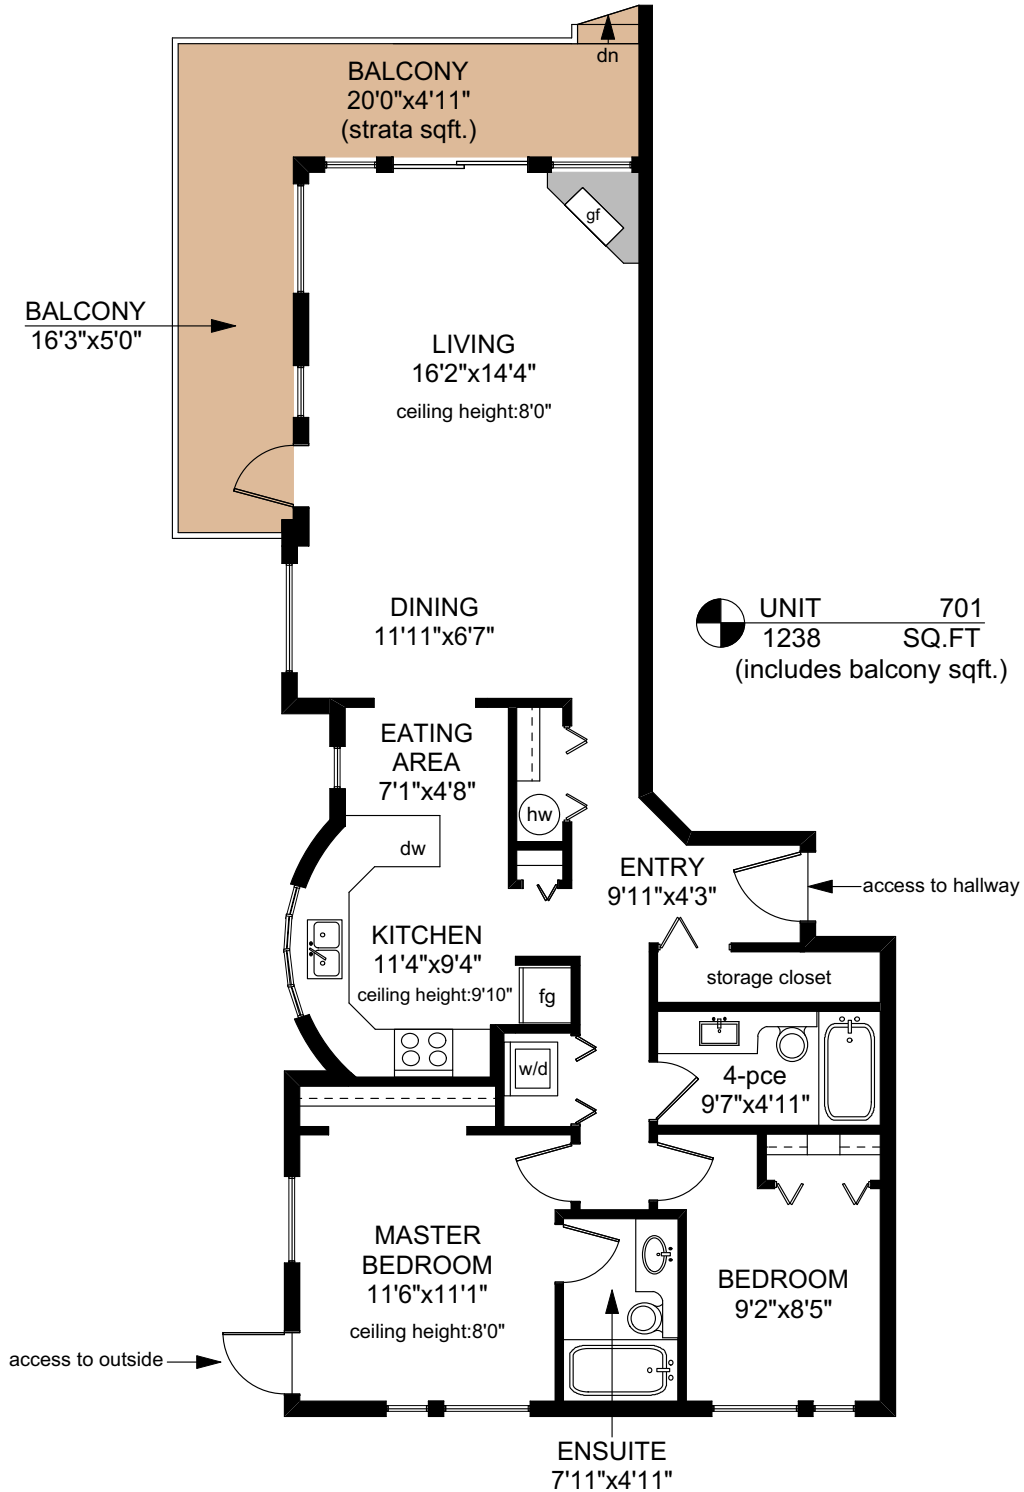 dn
BALCONY
20'0"x4'11"
(strata sqft.)
gf
BALCONY
16'3"x5'0"
LIVING
16'2"x14'4"
ceiling height:8'0"
DINING
11'11"x6'7"
UNIT 701
1238 SQ.FT
(includes balcony sqft.)
EATING
AREA
7'1"x4'8"
hw
dw
ENTRY
9'11"x4'3"
access to hallway
KITCHEN
11'4"x9'4"
ceiling height:9'10"
fg
storage closet
w/d
4-pce
9'7"x4'11"
MASTER
BEDROOM
11'6"x11'1"
ceiling height:8'0"
BEDROOM
9'2"x8'5"
access to outside
ENSUITE
7'11"x4'11"